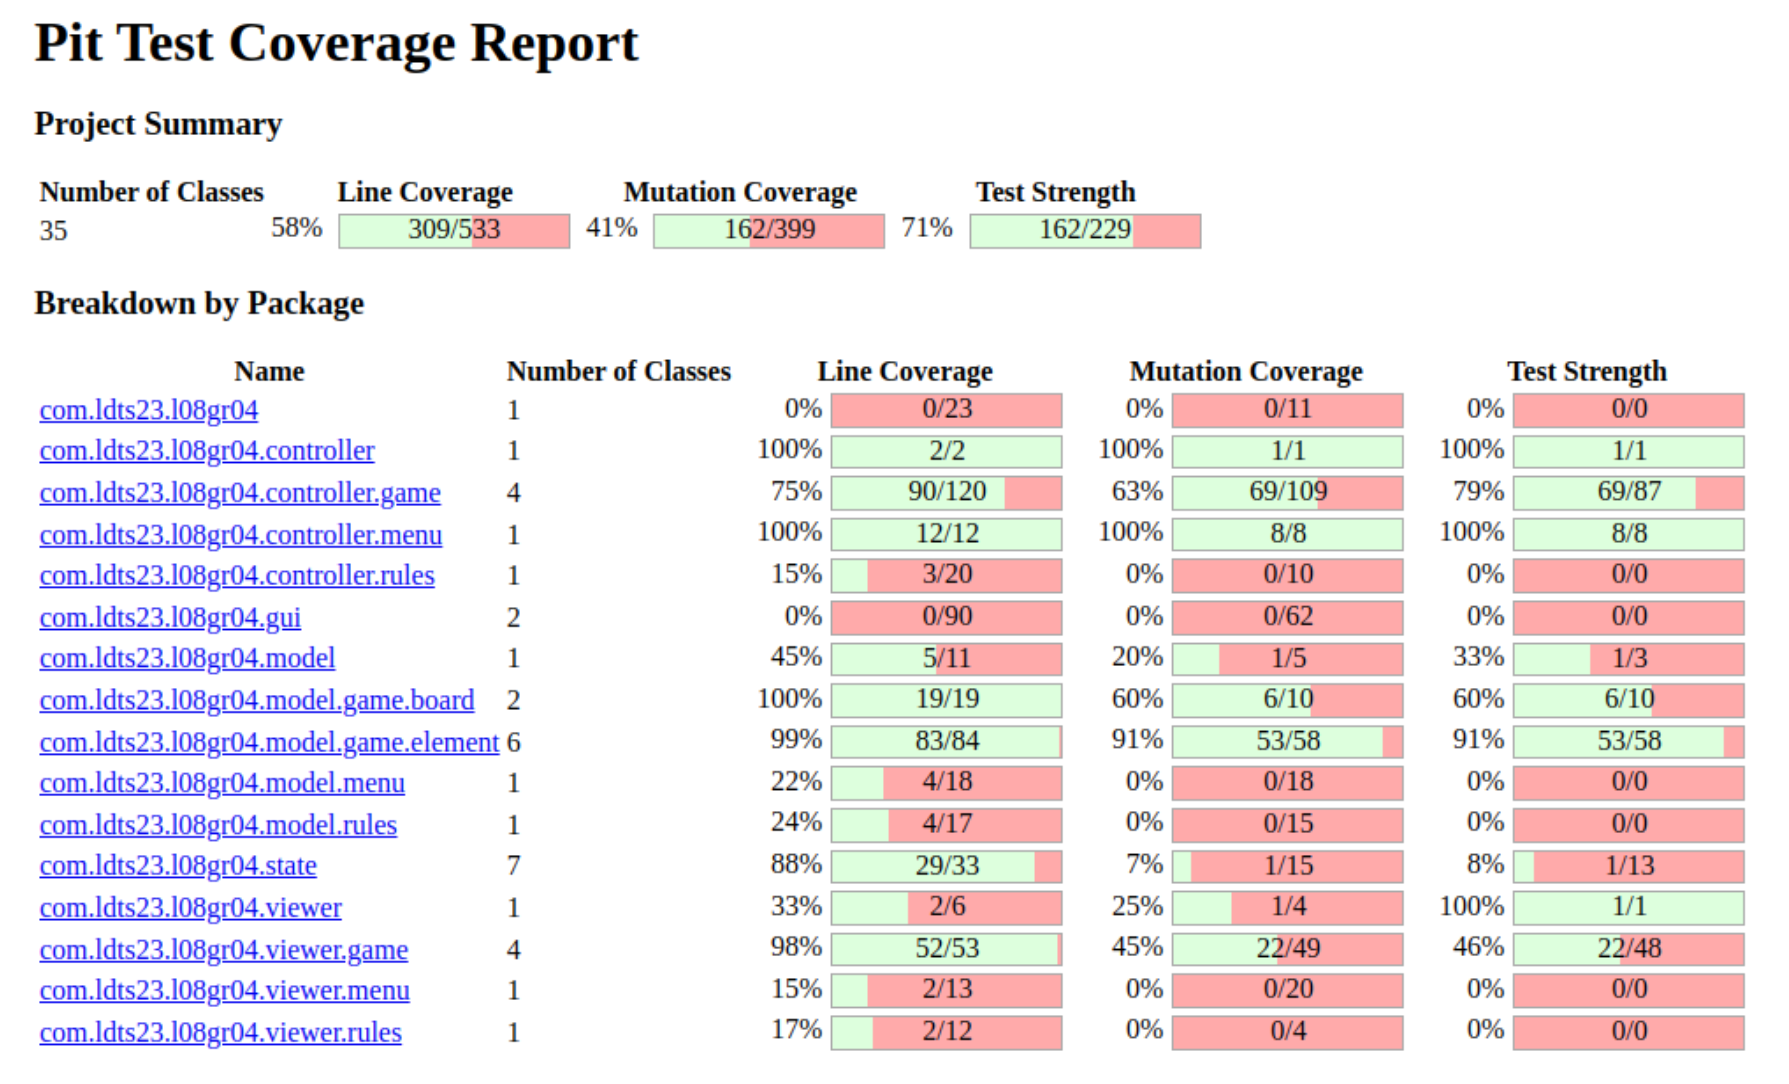 Pit Test Coverage Report
Project Summary
Number of Classes Line Coverage Mutation Coverage Test Strength
35 58% 309/533 41% 162/399 71% 162/229
Breakdown by Package
Name Number of Classes Line Coverage Mutation Coverage Test Strength
com.ldts23.l08gr04 1 0% 0/23 0% 0/11 0% 0/0
com.ldts23.l08gr04.controller 1 100% 2/2 100% 1/1 100% 1/1
com.ldts23.l08gr04.controller.game 4 75% 90/120 63% 69/109 79% 69/87
com.ldts23.l08gr04.controller.menu 1 100% 12/12 100% 8/8 100% 8/8
com.ldts23.l08gr04.controller.rules 1 15% 3/20 0% 0/10 0% 0/0
com.ldts23.l08gr04.gui 2 0% 0/90 0% 0/62 0% 0/0
com.ldts23.l08gr04.model 1 45% 5/11 20% 1/5 33% 1/3
com.ldts23.l08gr04.model.game.board 2 100% 19/19 60% 6/10 60% 6/10
com.ldts23.l08gr04.model.game.element 6 99% 83/84 91% 53/58 91% 53/58
com.ldts23.l08gr04.model.menu 1 22% 4/18 0% 0/18 0% 0/0
com.ldts23.l08gr04.model.rules 1 24% 4/17 0% 0/15 0% 0/0
com.ldts23.l08gr04.state 7 88% 29/33 7% 1/15 8% 1/13
com.ldts23.l08gr04.viewer 1 33% 2/6 25% 1/4 100% 1/1
com.ldts23.l08gr04.viewer.game 4 98% 52/53 45% 22/49 46% 22/48
com.ldts23.l08gr04.viewer.menu 1 15% 2/13 0% 0/20 0% 0/0
com.ldts23.l08gr04.viewer.rules 1 17% 2/12 0% 0/4 0% 0/0